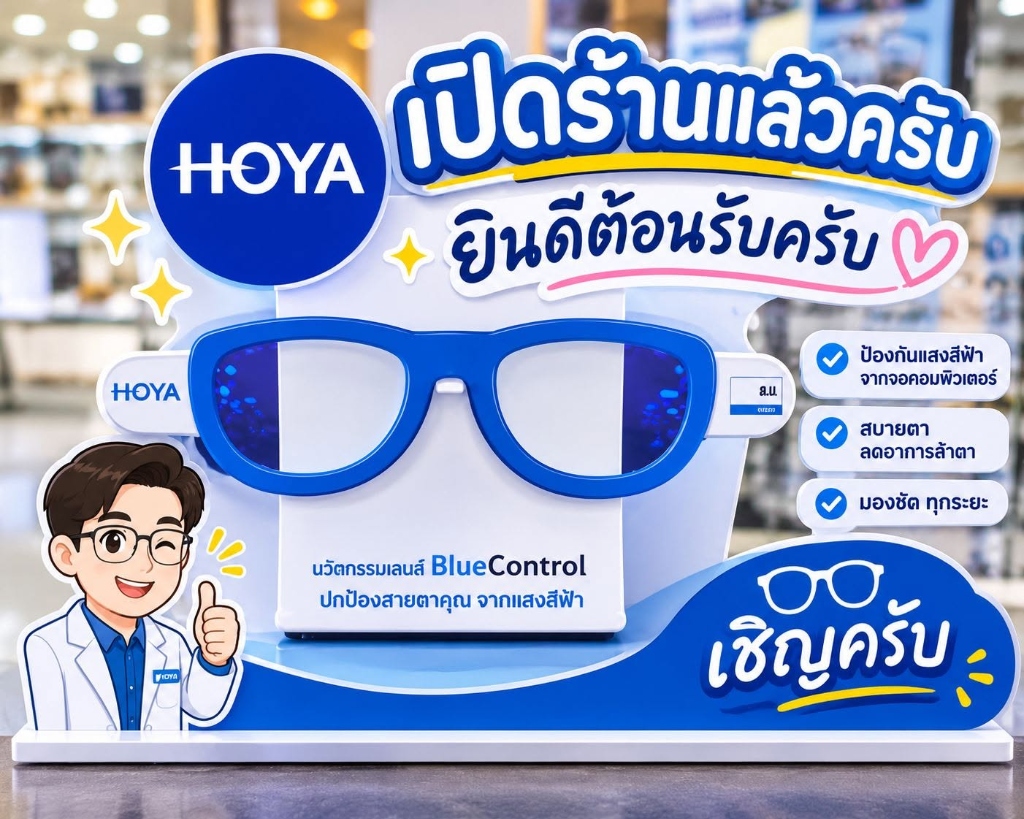 HOYA
เปิดร้านแล้วครับ
ยินดีต้อนรับครับ
HOYA
ส.น.
ป้องกันแสงสีฟ้า
จากจอคอมพิวเตอร์
สบายตา
ลดอาการล้าตา
มองชัด ทุกระยะ
นวัตกรรมเลนส์ BlueControl
ปกป้องสายตาคุณ จากแสงสีฟ้า
HOYA
เชิญครับ